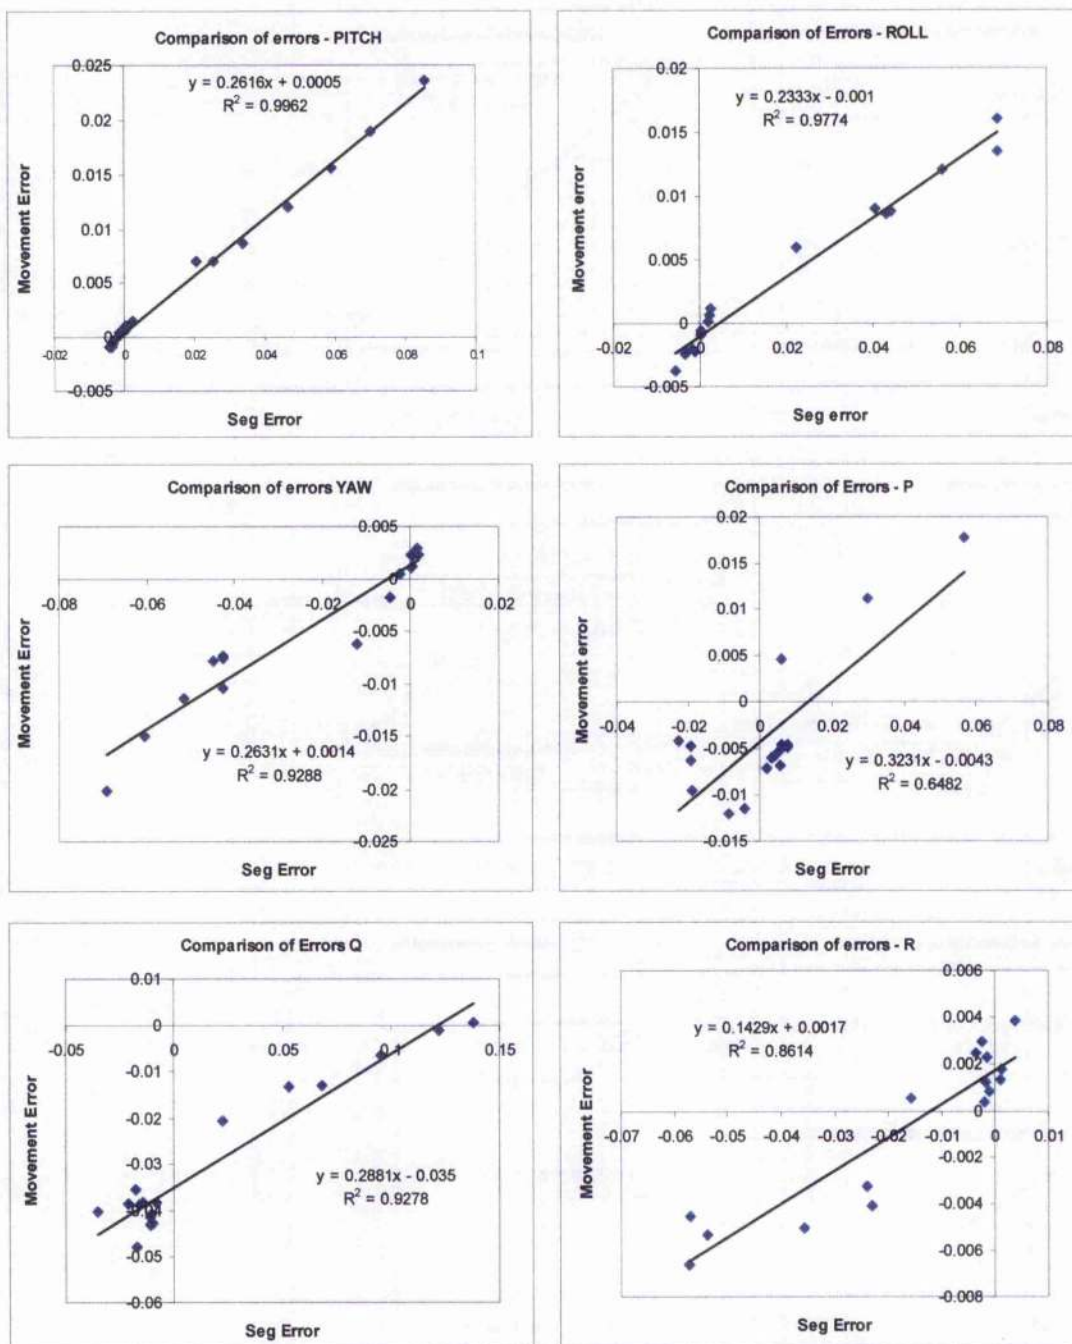 Comparison of errors - PITCH
0.025
y = 0.2616x + 0.0005
R² = 0.9962
0.02
0.015
0.01
0.005
0
-0.02 0 0.02 0.04 0.06 0.08 0.1
-0.005
Movement Error
Seg Error
Comparison of Errors - ROLL
0.02
y = 0.2333x - 0.001
R² = 0.9774
0.015
0.01
0.005
0
-0.02 0 0.02 0.04 0.06 0.08
-0.005
Movement error
Seg error
Comparison of errors YAW
0.005
0
-0.08 -0.06 -0.04 -0.02 0 0.02
-0.005
-0.01
-0.015
y = 0.2631x + 0.0014
R² = 0.9288
-0.02
-0.025
Movement Error
Seg Error
Comparison of Errors - P
0.02
0.015
0.01
0.005
0
-0.04 -0.02 0 0.02 0.04 0.06 0.08
-0.005
y = 0.3231x - 0.0043
R² = 0.6482
-0.01
-0.015
Movement error
Seg Error
Comparison of Errors Q
0.01
0
-0.05 0 0.05 0.1 0.15
-0.01
-0.02
-0.03
y = 0.2881x - 0.035
R² = 0.9278
-0.04
-0.05
-0.06
Movement Error
Seg Error
Comparison of errors - R
0.006
y = 0.1429x + 0.0017
R² = 0.8614
0.004
0.002
0
-0.07 -0.06 -0.05 -0.04 -0.03 -0.02 -0.01 0 0.01
-0.002
-0.004
-0.006
-0.008
Movement Error
Seg Error